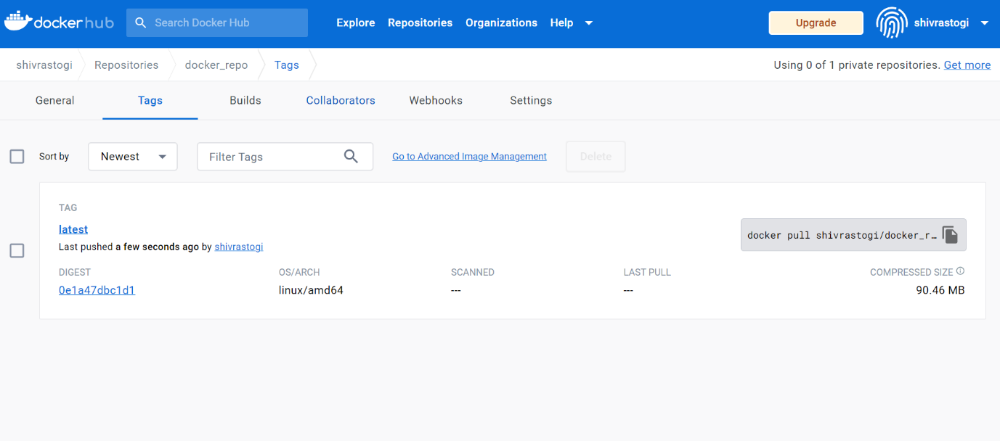 dockerhub Search Docker Hub Explore Repositories Organizations Help Upgrade shivrastogi
shivrastogi Repositories docker_repo Tags Using 0 of 1 private repositories. Get more
General Tags Builds Collaborators Webhooks Settings
Sort by Newest Filter Tags Go to Advanced Image Management Delete
TAG
latest
docker pull shivrastogi/docker_r…
Last pushed a few seconds ago by shivrastogi
DIGEST OS/ARCH SCANNED LAST PULL COMPRESSED SIZE
0e1a47dbc1d1 linux/amd64 --- --- 90.46 MB